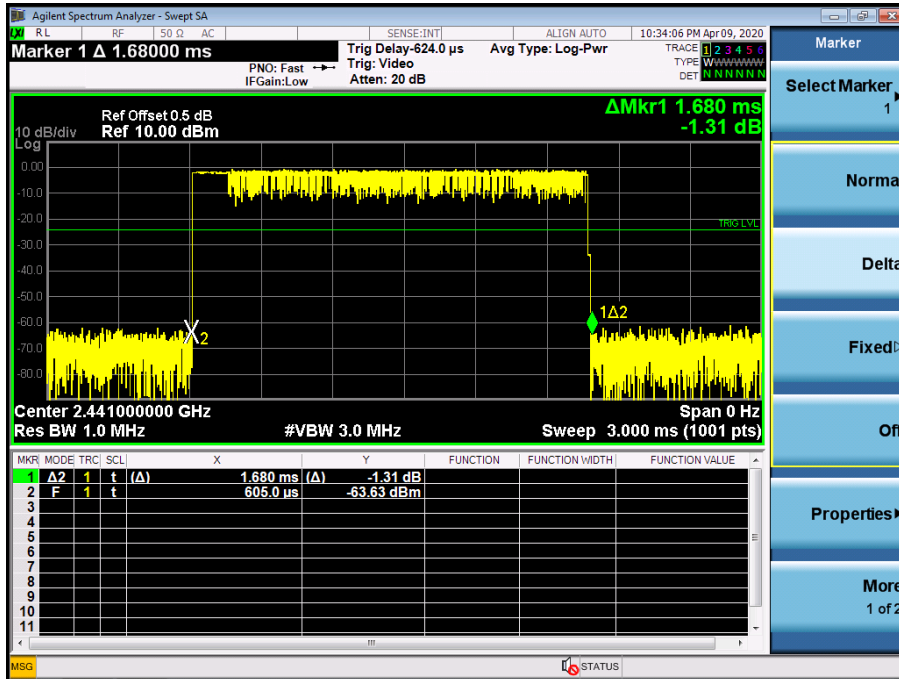 Agilent Spectrum Analyzer - Swept SA
LXI RL RF 50 Ω AC SENSE:INT ALIGN AUTO 10:34:06 PM Apr 09, 2020
Marker 1 Δ 1.68000 ms
PNO: Fast
IFGain:Low
Trig Delay-624.0 µs
Trig: Video
Atten: 20 dB
Avg Type: Log-Pwr
TRACE 1 2 3 4 5 6
TYPE WWWWWW
DET N N N N N N
ΔMkr1 1.680 ms
-1.31 dB
Ref Offset 0.5 dB
10 dB/div Ref 10.00 dBm
Log
0.00
-10.0
-20.0
TRIG LVL
-30.0
-40.0
-50.0
-60.0
-70.0
-80.0
1Δ2
2
Center 2.441000000 GHz Span 0 Hz
Res BW 1.0 MHz #VBW 3.0 MHz Sweep 3.000 ms (1001 pts)
MKR MODE TRC SCL X Y FUNCTION FUNCTION WIDTH FUNCTION VALUE
1 Δ2 1 t (Δ) 1.680 ms (Δ) -1.31 dB
2 F 1 t 605.0 µs -63.63 dBm
3
4
5
6
7
8
9
10
11
MSG STATUS
Marker
Select Marker
1
Norma
Delta
Fixed
Of
Properties
More
1 of 2